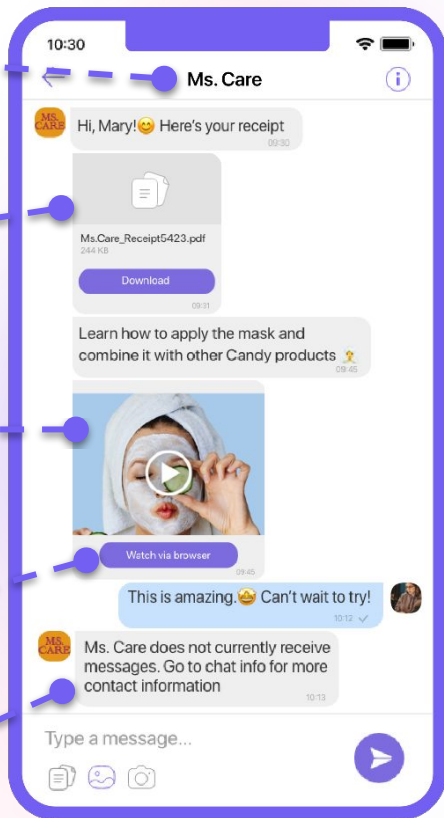 10:30
Ms. Care
MS.
CARE
Hi, Mary!😊 Here's your receipt
09:30
Ms.Care_Receipt5423.pdf
244 KB
Download
09:31
Learn how to apply the mask and
combine it with other Candy products 🧖
09:45
Watch via browser
09:45
This is amazing.🤩 Can't wait to try!
10:12 ✓
MS.
CARE
Ms. Care does not currently receive
messages. Go to chat info for more
contact information
10:13
Type a message...